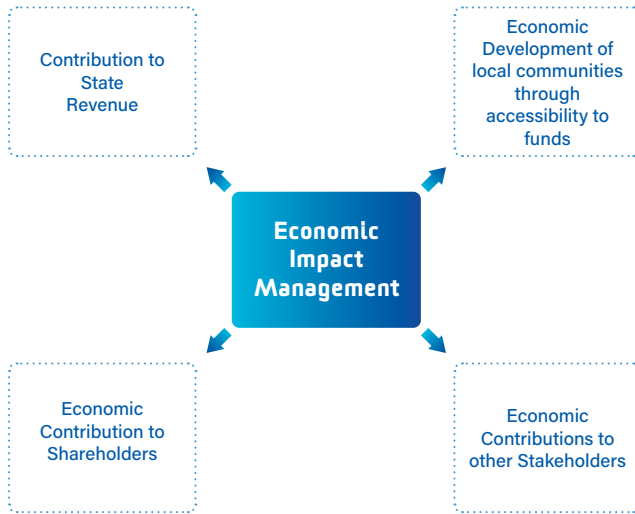 Contribution to
State
Revenue
Economic
Development of
local communities
through
accessibility to
funds
Economic
Impact
Management
Economic
Contribution to
Shareholders
Economic
Contributions to
other Stakeholders